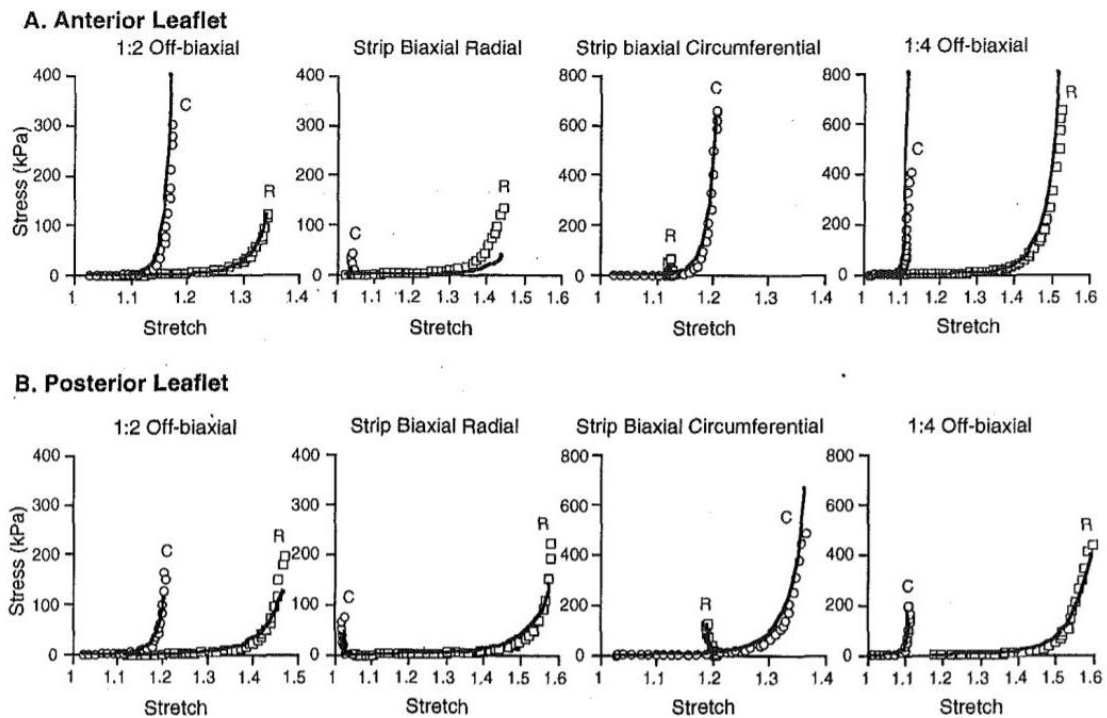 A. Anterior Leaflet
1:2 Off-biaxial
Strip Biaxial Radial
Strip biaxial Circumferential
1:4 Off-biaxial
400
300
200
100
0
Stress (kPa)
C
R
1 1.1 1.2 1.3 1.4
Stretch
400
300
200
100
0
C
R
1 1.1 1.2 1.3 1.4 1.5 1.6
Stretch
800
600
400
200
0
R
C
1 1.1 1.2 1.3 1.4
Stretch
800
600
400
200
0
C
R
1 1.1 1.2 1.3 1.4 1.5 1.6
Stretch
B. Posterior Leaflet
1:2 Off-biaxial
Strip Biaxial Radial
Strip Biaxial Circumferential
1:4 Off-biaxial
400
300
200
100
0
Stress (kPa)
C
R
1 1.1 1.2 1.3 1.4 1.5
Stretch
400
300
200
100
0
C
R
1 1.1 1.2 1.3 1.4 1.5 1.6
Stretch
800
600
400
200
0
R
C
1 1.1 1.2 1.3 1.4
Stretch
800
600
400
200
0
C
R
1 1.1 1.2 1.3 1.4 1.5 1.6
Stretch